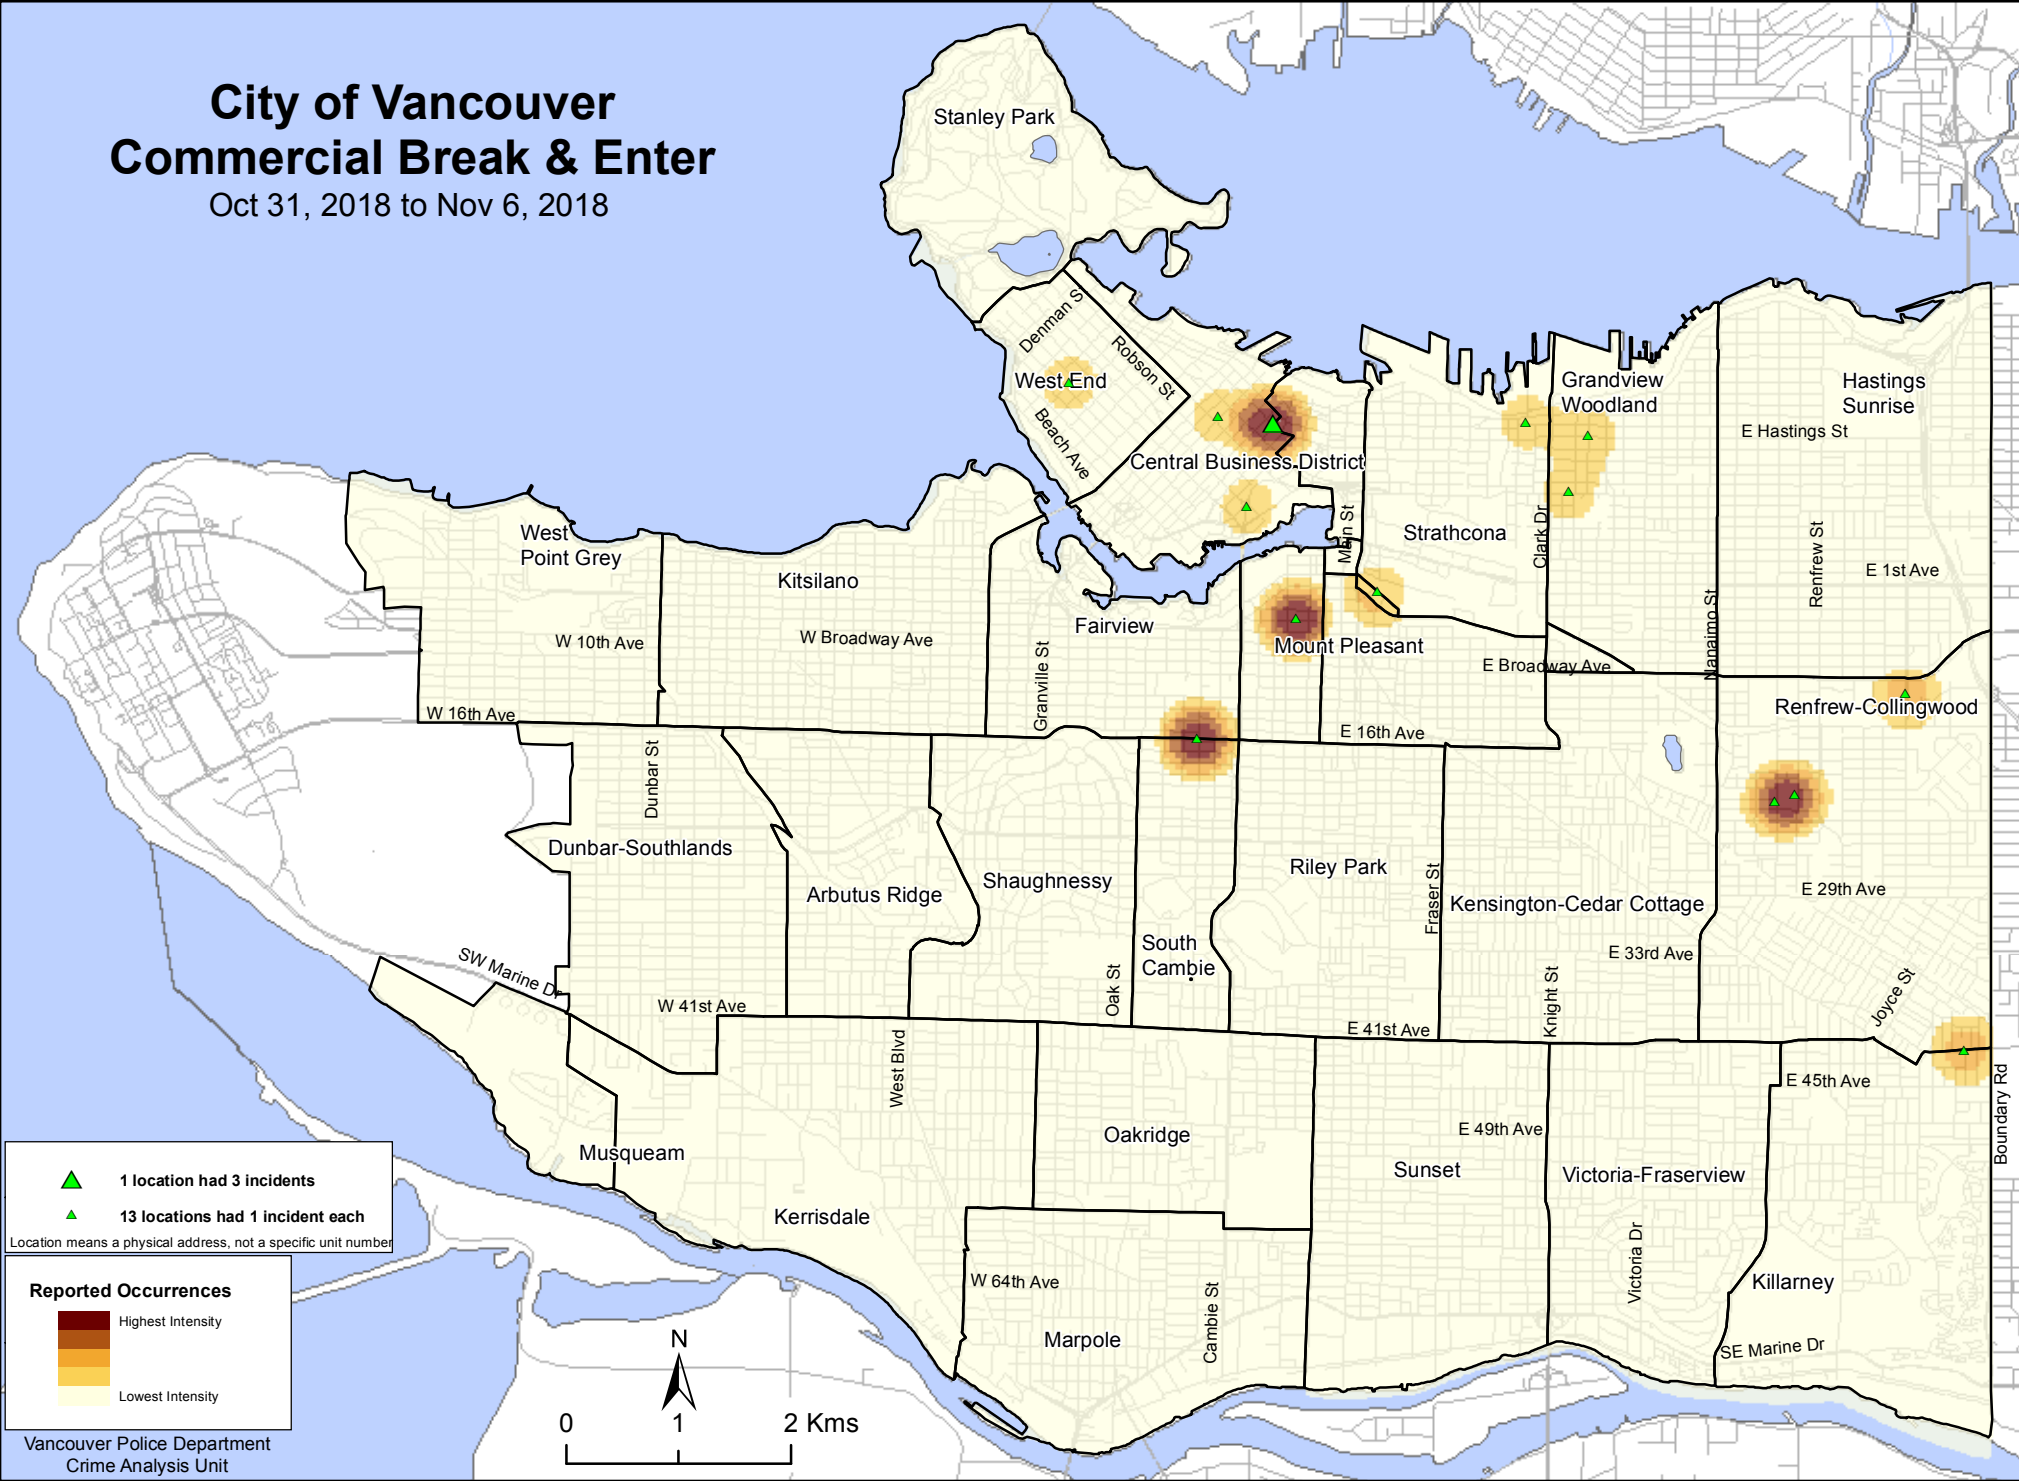 City of Vancouver
Commercial Break & Enter
Oct 31, 2018 to Nov 6, 2018
Stanley Park
Denman S
Robson St
West End
Beach Ave
Central Business District
Grandview
Woodland
Hastings
Sunrise
E Hastings St
Strathcona
Main St
Clark Dr
Renfrew St
E 1st Ave
Nanaimo St
West
Point Grey
Kitsilano
W 10th Ave
W Broadway Ave
Fairview
Granville St
Mount Pleasant
E Broadway Ave
W 16th Ave
E 16th Ave
Renfrew-Collingwood
Dunbar St
Dunbar-Southlands
Arbutus Ridge
Shaughnessy
Riley Park
Fraser St
Kensington-Cedar Cottage
E 29th Ave
E 33rd Ave
South
Cambie
Oak St
Knight St
Joyce St
SW Marine Dr
W 41st Ave
E 41st Ave
West Blvd
E 45th Ave
Boundary Rd
Musqueam
Oakridge
E 49th Ave
Sunset
Victoria-Fraserview
Kerrisdale
Victoria Dr
W 64th Ave
Cambie St
Killarney
Marpole
SE Marine Dr
1 location had 3 incidents
13 locations had 1 incident each
Location means a physical address, not a specific unit number
Reported Occurrences
Highest Intensity
Lowest Intensity
Vancouver Police Department
Crime Analysis Unit
N
0 1 2 Kms